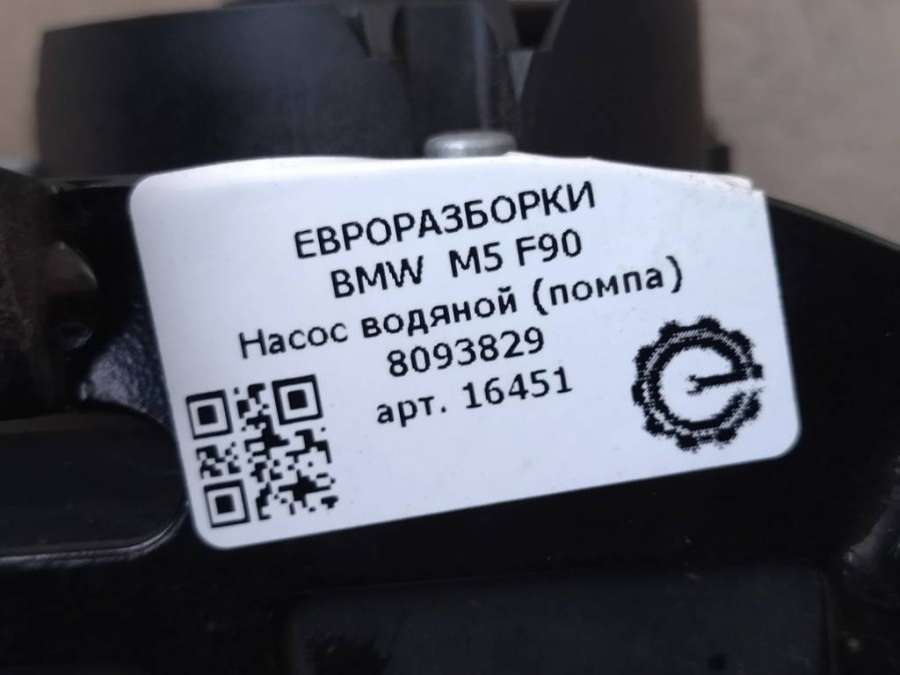 ЕВРОРАЗБОРКИ
BMW M5 F90
Насос водяной (помпа)
8093829
арт. 16451